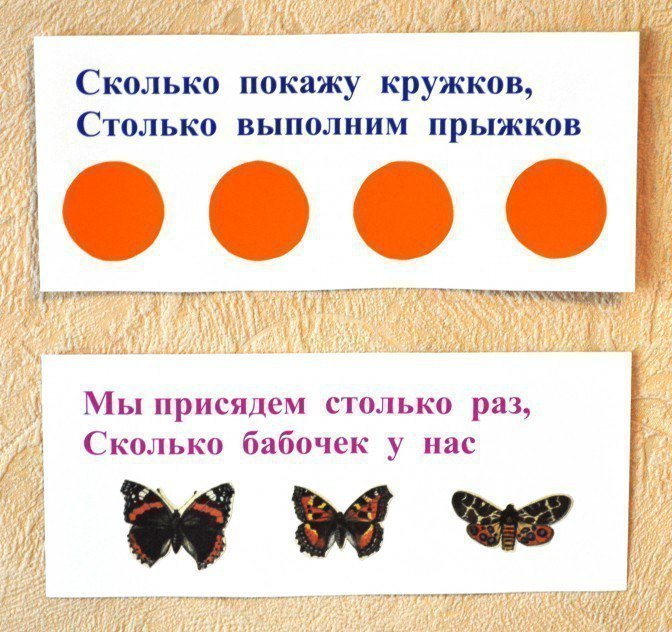 Сколько покажу кружков,
Столько выполним прыжков
Мы присядем столько раз,
Сколько бабочек у нас